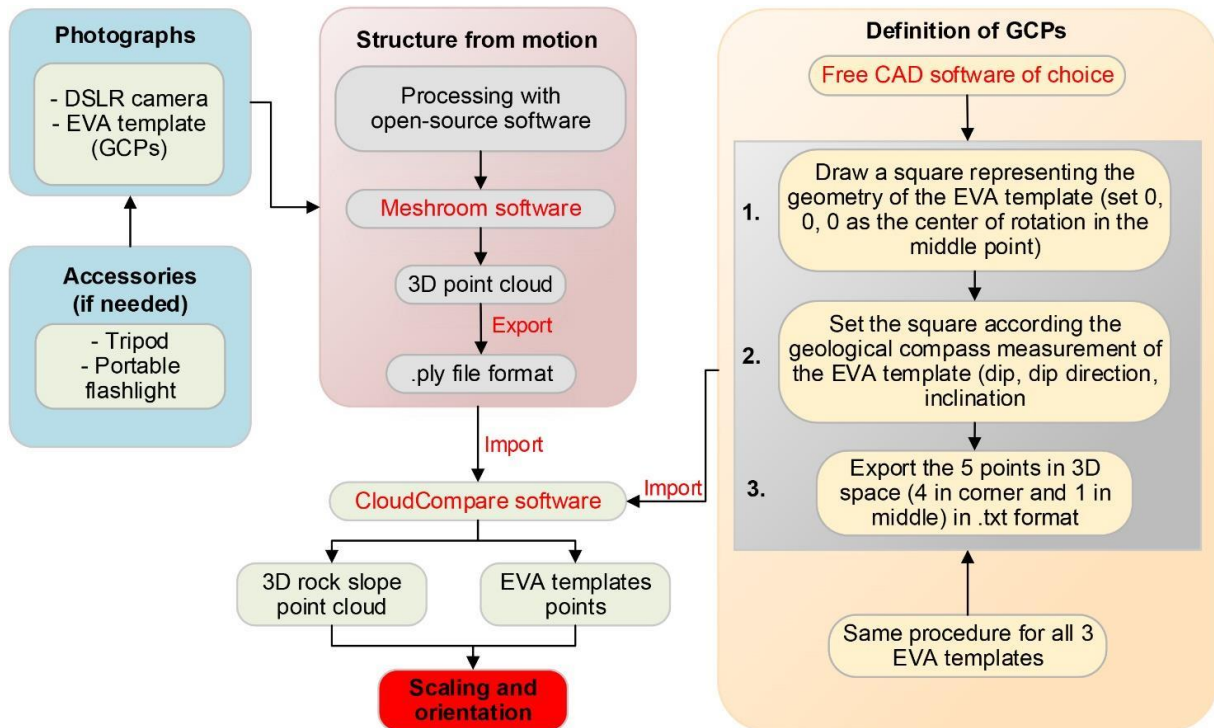 Photographs
- DSLR camera
- EVA template
(GCPs)
Accessories
(if needed)
- Tripod
- Portable
flashlight
Structure from motion
Processing with
open-source software
Meshroom software
3D point cloud
Export
.ply file format
Import
CloudCompare software
Import
3D rock slope
point cloud
EVA templates
points
Scaling and
orientation
Definition of GCPs
Free CAD software of choice
1.
Draw a square representing the
geometry of the EVA template (set 0,
0, 0 as the center of rotation in the
middle point)
2.
Set the square according the
geological compass measurement of
the EVA template (dip, dip direction,
inclination
3.
Export the 5 points in 3D
space (4 in corner and 1 in
middle) in .txt format
Same procedure for all 3
EVA templates